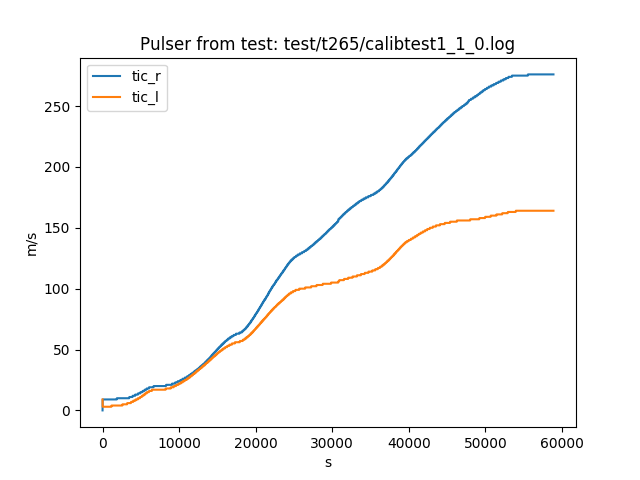 Pulser from test: test/t265/calibtest1_1_0.log
tic_r
tic_l
m/s
250
200
150
100
50
0
0 10000 20000 30000 40000 50000 60000
s